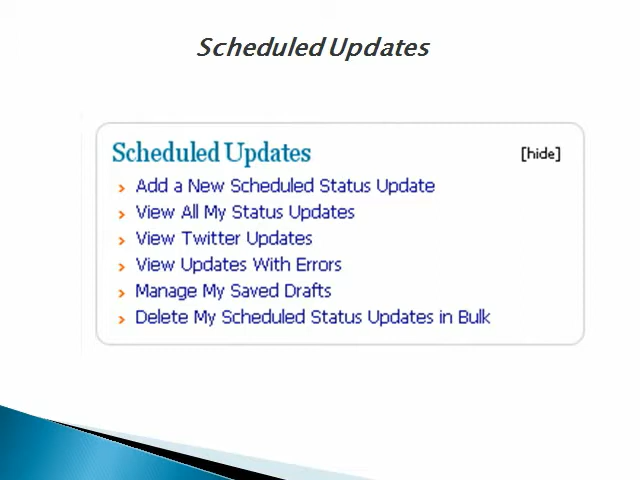 Scheduled Updates
Scheduled Updates [hide]
Add a New Scheduled Status Update
View All My Status Updates
View Twitter Updates
View Updates With Errors
Manage My Saved Drafts
Delete My Scheduled Status Updates in Bulk